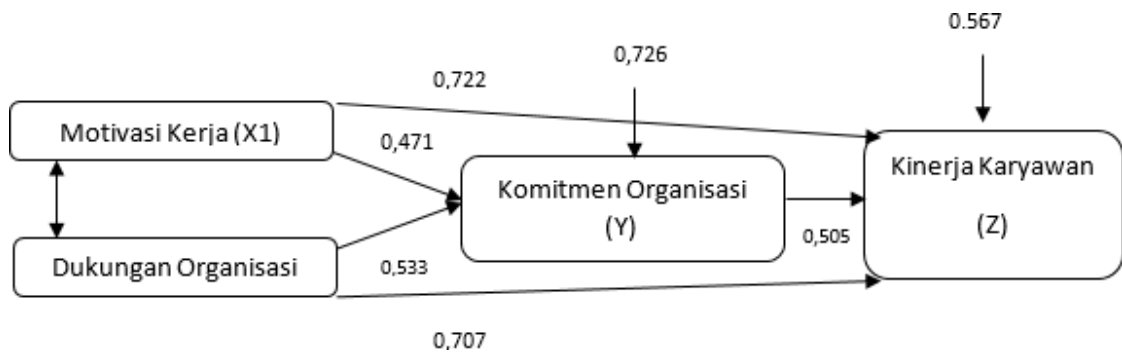 0.567
0,726
0,722
Motivasi Kerja (X1)
0,471
Komitmen Organisasi
(Y)
Kinerja Karyawan
(Z)
0,505
Dukungan Organisasi
0,533
0,707